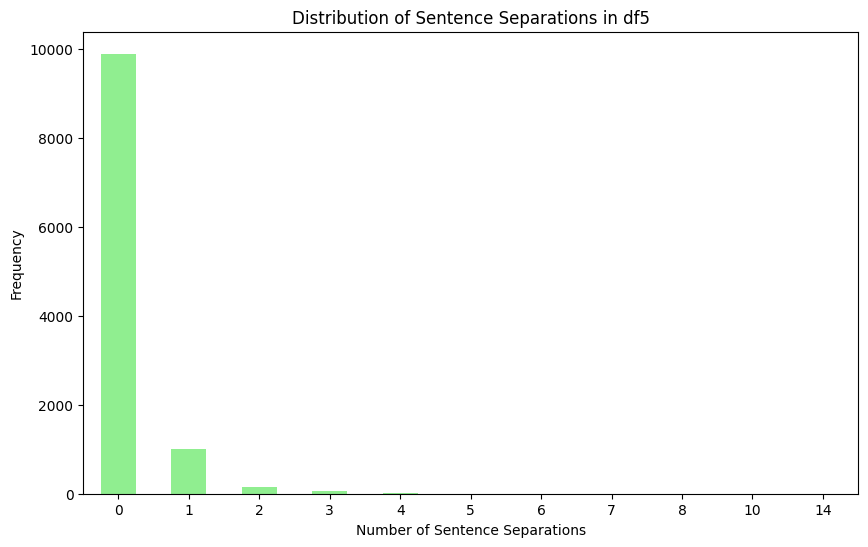 Distribution of Sentence Separations in df5
10000
8000
6000
4000
2000
0
Frequency
0 1 2 3 4 5 6 7 8 10 14
Number of Sentence Separations